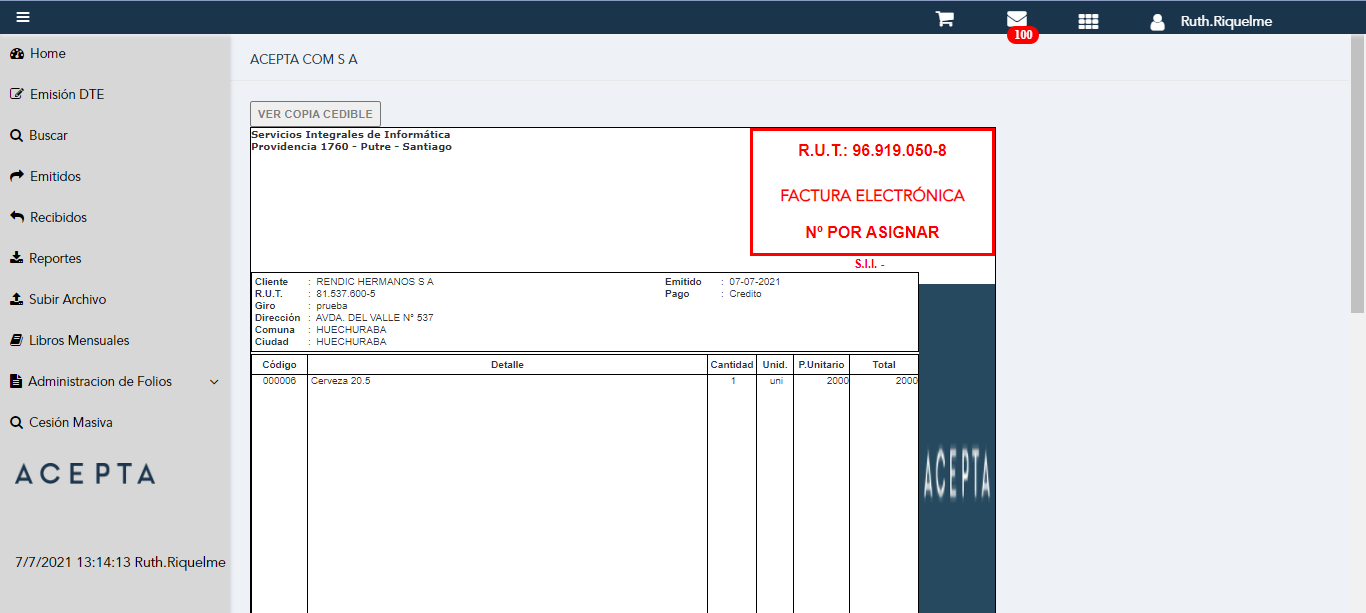 Ruth.Riquelme
100
Home
Emisión DTE
Buscar
Emitidos
Recibidos
Reportes
Subir Archivo
Libros Mensuales
Administracion de Folios
Cesión Masiva
ACEPTA
7/7/2021 13:14:13 Ruth.Riquelme
ACEPTA COM S A
VER COPIA CEDIBLE
Servicios Integrales de Informática
Providencia 1760 - Putre - Santiago
R.U.T.: 96.919.050-8
FACTURA ELECTRÓNICA
Nº POR ASIGNAR
S.I.I. -
Cliente : RENDIC HERMANOS S A Emitido : 07-07-2021
R.U.T. : 81.537.600-5 Pago : Credito
Giro : prueba
Dirección : AVDA. DEL VALLE N° 537
Comuna : HUECHURABA
Ciudad : HUECHURABA
Código Detalle Cantidad Unid. P.Unitario Total
000006 Cerveza 20.5 1 uni 2000 2000
ACEPTA